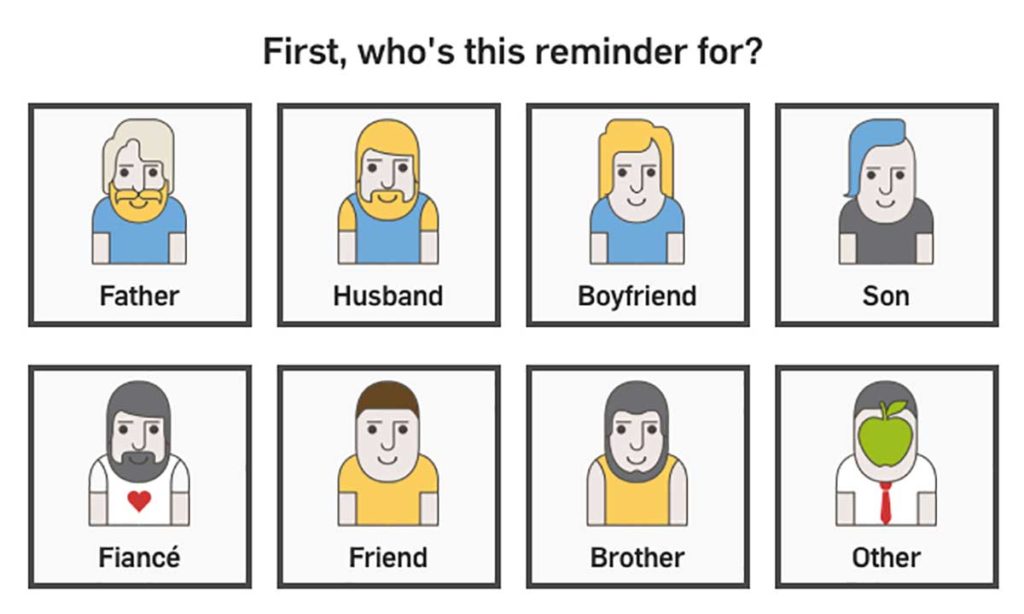 First, who's this reminder for?
Father
Husband
Boyfriend
Son
Fiancé
Friend
Brother
Other